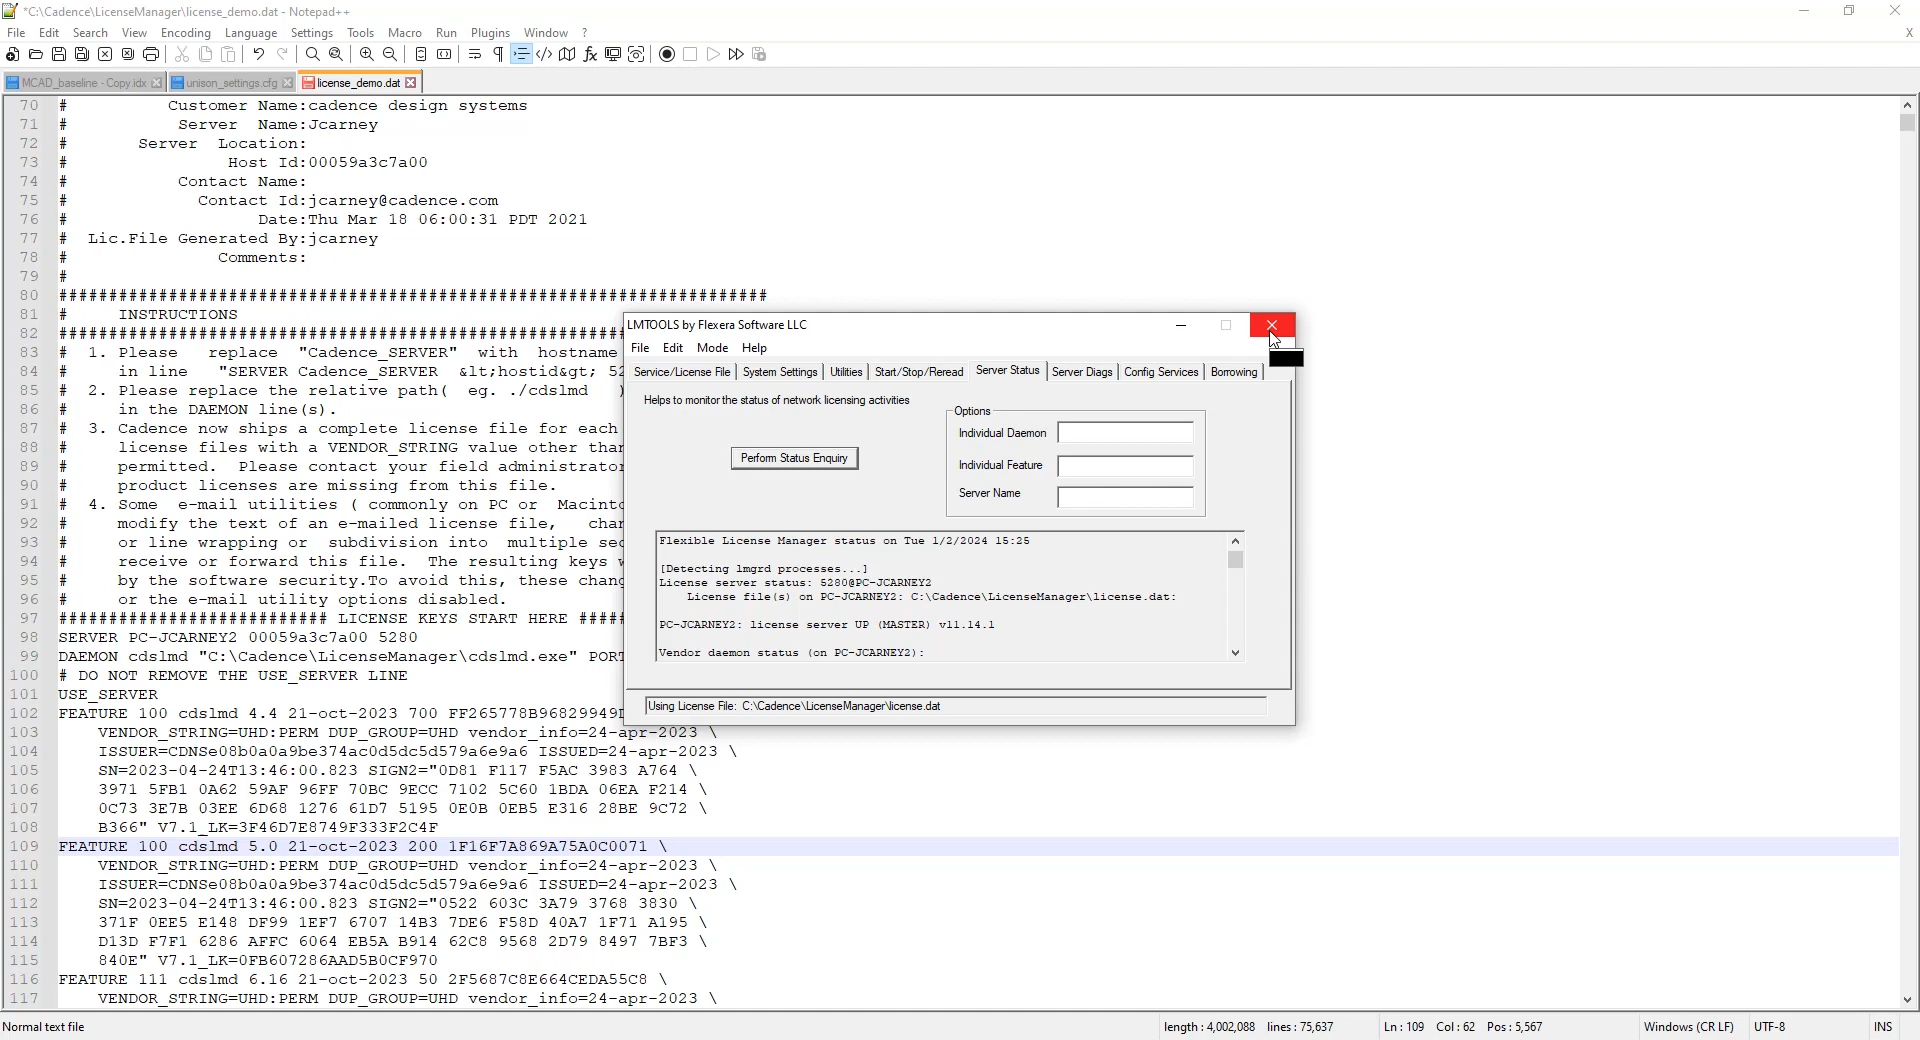 *C:\Cadence\LicenseManager\license_demo.dat - Notepad++
File Edit Search View Encoding Language Settings Tools Macro Run Plugins Window ? X
MCAD_baseline - Copy.idx unison_settings.cfg license_demo.dat
70 # Customer Name:cadence design systems
71 # Server Name:Jcarney
72 # Server Location:
73 # Host Id:00059a3c7a00
74 # Contact Name:
75 # Contact Id:jcarney@cadence.com
76 # Date:Thu Mar 18 06:00:31 PDT 2021
77 # Lic.File Generated By:jcarney
78 # Comments:
79 #
80 #######################################################################
81 # INSTRUCTIONS
82 #########################################################
83 # 1. Please replace "Cadence_SERVER" with hostname
84 # in line "SERVER Cadence_SERVER &lt;hostid&gt; 52
85 # 2. Please replace the relative path( eg. ./cdslmd )
86 # in the DAEMON line(s).
87 # 3. Cadence now ships a complete license file for each
88 # license files with a VENDOR_STRING value other than
89 # permitted. Please contact your field administrator
90 # product licenses are missing from this file.
91 # 4. Some e-mail utilities ( commonly on PC or Macinto
92 # modify the text of an e-mailed license file, chan
93 # or line wrapping or subdivision into multiple sec
94 # receive or forward this file. The resulting keys w
95 # by the software security.To avoid this, these chang
96 # or the e-mail utility options disabled.
97 ########################### LICENSE KEYS START HERE #####
98 SERVER PC-JCARNEY2 00059a3c7a00 5280
99 DAEMON cdslmd "C:\Cadence\LicenseManager\cdslmd.exe" PORT
100 # DO NOT REMOVE THE USE_SERVER LINE
101 USE_SERVER
102 FEATURE 100 cdslmd 4.4 21-oct-2023 700 FF265778B96829949D
103 VENDOR_STRING=UHD:PERM DUP_GROUP=UHD vendor_info=24-apr-2023 \
104 ISSUER=CDNSe08b0a0a9be374ac0d5dc5d579a6e9a6 ISSUED=24-apr-2023 \
105 SN=2023-04-24T13:46:00.823 SIGN2="0D81 F117 F5AC 3983 A764 \
106 3971 5FB1 0A62 59AF 96FF 70BC 9ECC 7102 5C60 1BDA 06EA F214 \
107 0C73 3E7B 03EE 6D68 1276 61D7 5195 0E0B 0EB5 E316 28BE 9C72 \
108 B366" V7.1_LK=3F46D7E8749F333F2C4F
109 FEATURE 100 cdslmd 5.0 21-oct-2023 200 1F16F7A869A75A0C0071 \
110 VENDOR_STRING=UHD:PERM DUP_GROUP=UHD vendor_info=24-apr-2023 \
111 ISSUER=CDNSe08b0a0a9be374ac0d5dc5d579a6e9a6 ISSUED=24-apr-2023 \
112 SN=2023-04-24T13:46:00.823 SIGN2="0522 603C 3A79 3768 3830 \
113 371F 0EE5 E148 DF99 1EF7 6707 14B3 7DE6 F58D 40A7 1F71 A195 \
114 D13D F7F1 6286 AFFC 6064 EB5A B914 62C8 9568 2D79 8497 7BF3 \
115 840E" V7.1_LK=0FB607286AAD5B0CF970
116 FEATURE 111 cdslmd 6.16 21-oct-2023 50 2F5687C8E664CEDA55C8 \
117 VENDOR_STRING=UHD:PERM DUP_GROUP=UHD vendor_info=24-apr-2023 \
LMTOOLS by Flexera Software LLC
File Edit Mode Help
Service/License File System Settings Utilities Start/Stop/Reread Server Status Server Diags Config Services Borrowing
Helps to monitor the status of network licensing activities
Options
Individual Daemon
Perform Status Enquiry
Individual Feature
Server Name
Flexible License Manager status on Tue 1/2/2024 15:25
[Detecting lmgrd processes...]
License server status: 5280@PC-JCARNEY2
License file(s) on PC-JCARNEY2: C:\Cadence\LicenseManager\license.dat:
PC-JCARNEY2: license server UP (MASTER) v11.14.1
Vendor daemon status (on PC-JCARNEY2):
Using License File: C:\Cadence\LicenseManager\license.dat
Normal text file length : 4,002,088 lines : 75,637 Ln : 109 Col : 62 Pos : 5,567 Windows (CR LF) UTF-8 INS